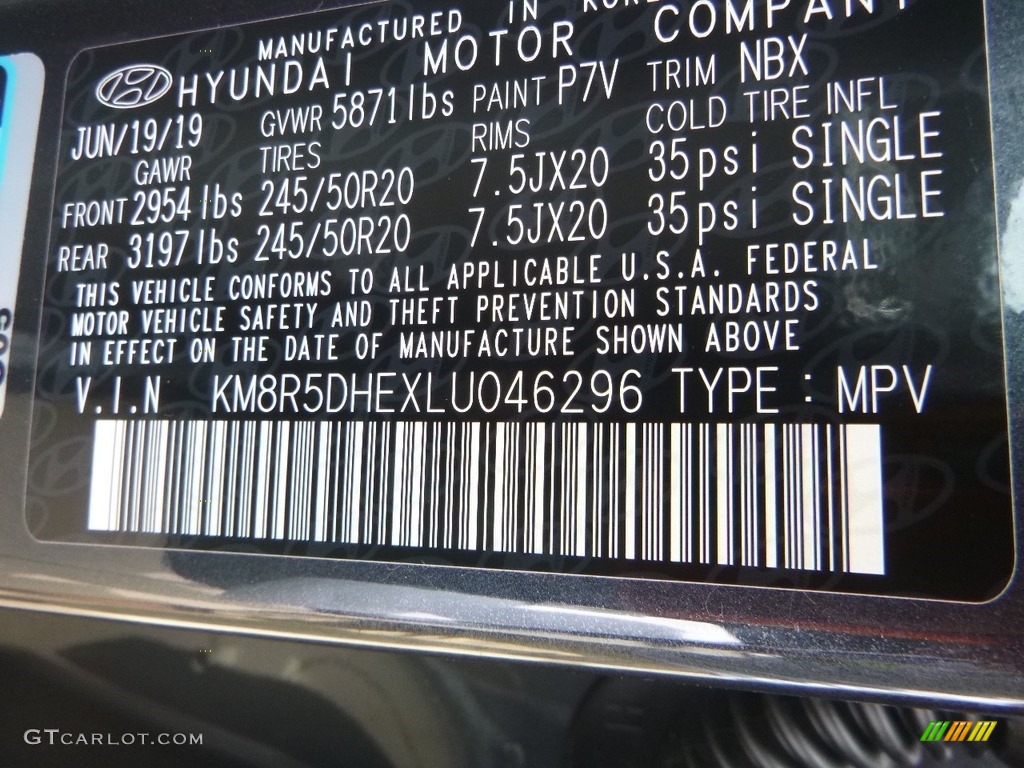 MANUFACTURED IN KOREA
HYUNDAI MOTOR COMPANY
JUN/19/19 GVWR 5871lbs PAINT P7V TRIM NBX
GAWR TIRES RIMS COLD TIRE INFL
FRONT 2954 lbs 245/50R20 7.5JX20 35psi SINGLE
REAR 3197lbs 245/50R20 7.5JX20 35psi SINGLE
THIS VEHICLE CONFORMS TO ALL APPLICABLE U.S.A. FEDERAL
MOTOR VEHICLE SAFETY AND THEFT PREVENTION STANDARDS
IN EFFECT ON THE DATE OF MANUFACTURE SHOWN ABOVE
V.I.N KM8R5DHEXLU046296 TYPE : MPV
GTCARLOT.COM